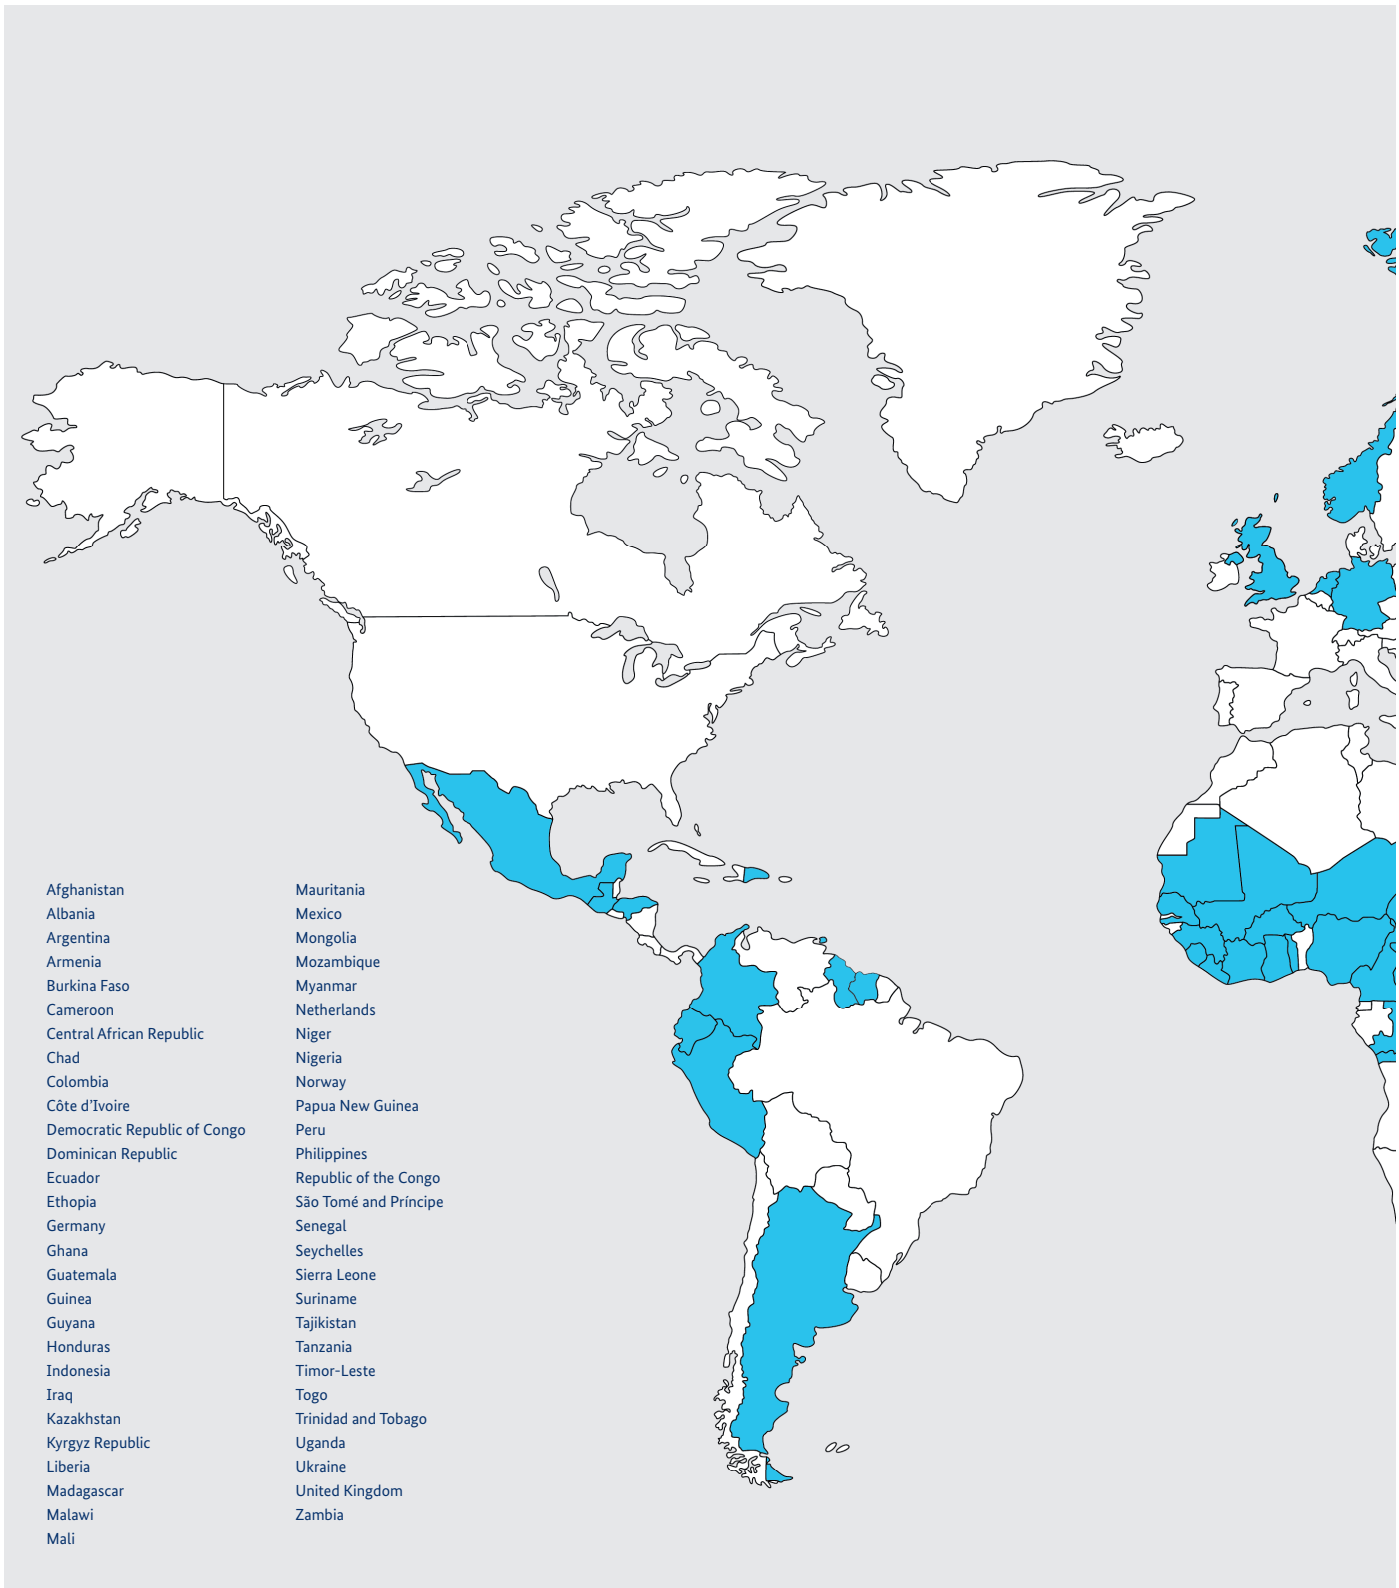 Afghanistan
Albania
Argentina
Armenia
Burkina Faso
Cameroon
Central African Republic
Chad
Colombia
Côte d’Ivoire
Democratic Republic of Congo
Dominican Republic
Ecuador
Ethopia
Germany
Ghana
Guatemala
Guinea
Guyana
Honduras
Indonesia
Iraq
Kazakhstan
Kyrgyz Republic
Liberia
Madagascar
Malawi
Mali
Mauritania
Mexico
Mongolia
Mozambique
Myanmar
Netherlands
Niger
Nigeria
Norway
Papua New Guinea
Peru
Philippines
Republic of the Congo
São Tomé and Príncipe
Senegal
Seychelles
Sierra Leone
Suriname
Tajikistan
Tanzania
Timor-Leste
Togo
Trinidad and Tobago
Uganda
Ukraine
United Kingdom
Zambia